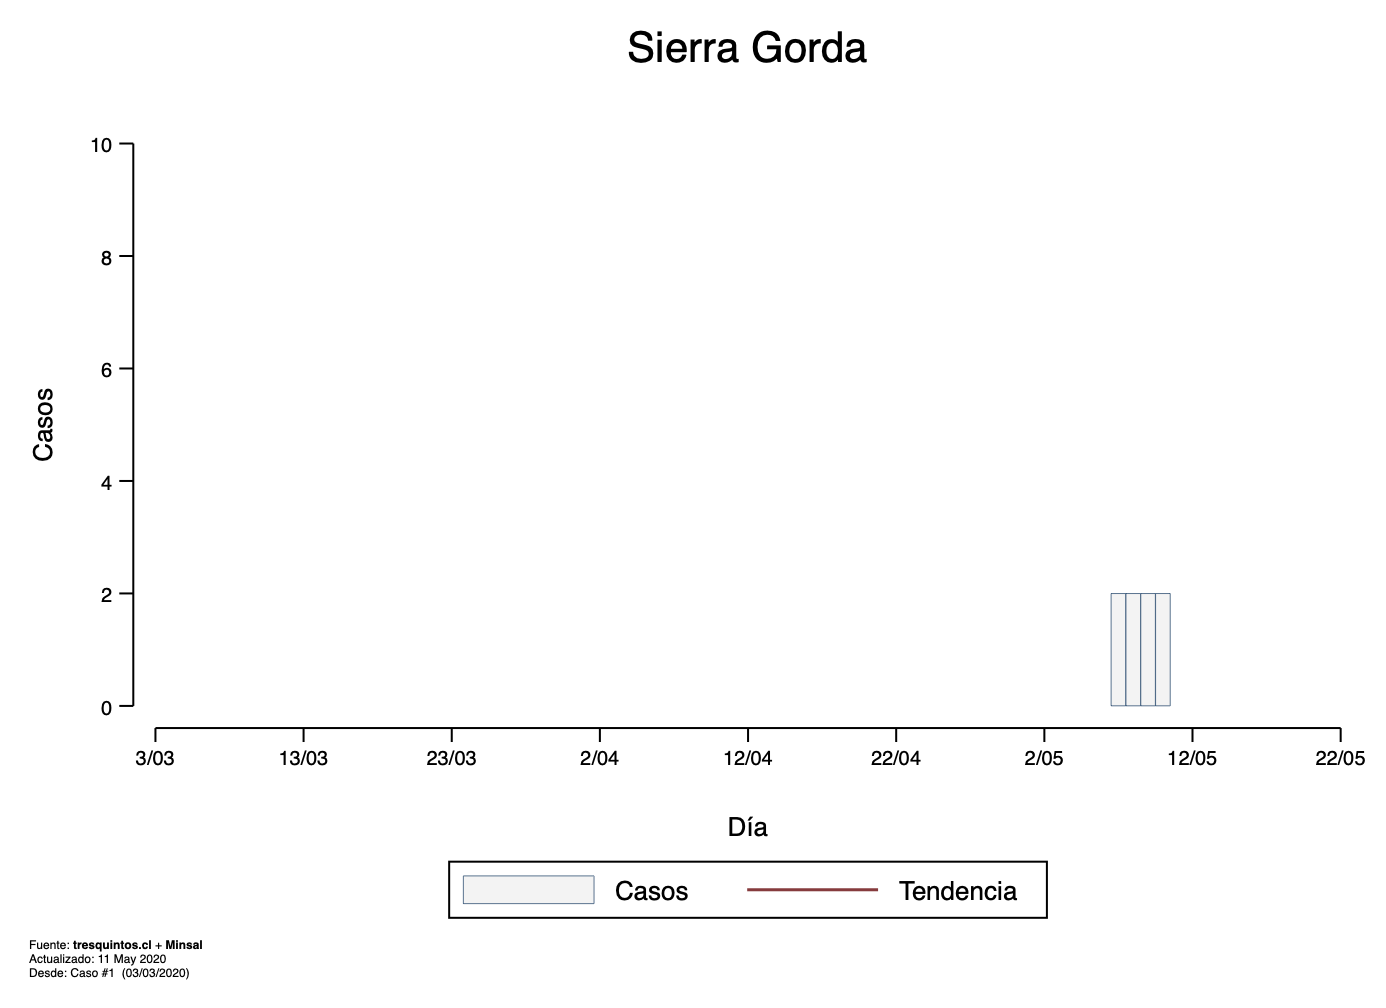 Sierra Gorda
10
8
6
4
2
0
Casos
3/03 13/03 23/03 2/04 12/04 22/04 2/05 12/05 22/05
Día
Casos Tendencia
Fuente: tresquintos.cl + Minsal
Actualizado: 11 May 2020
Desde: Caso #1 (03/03/2020)